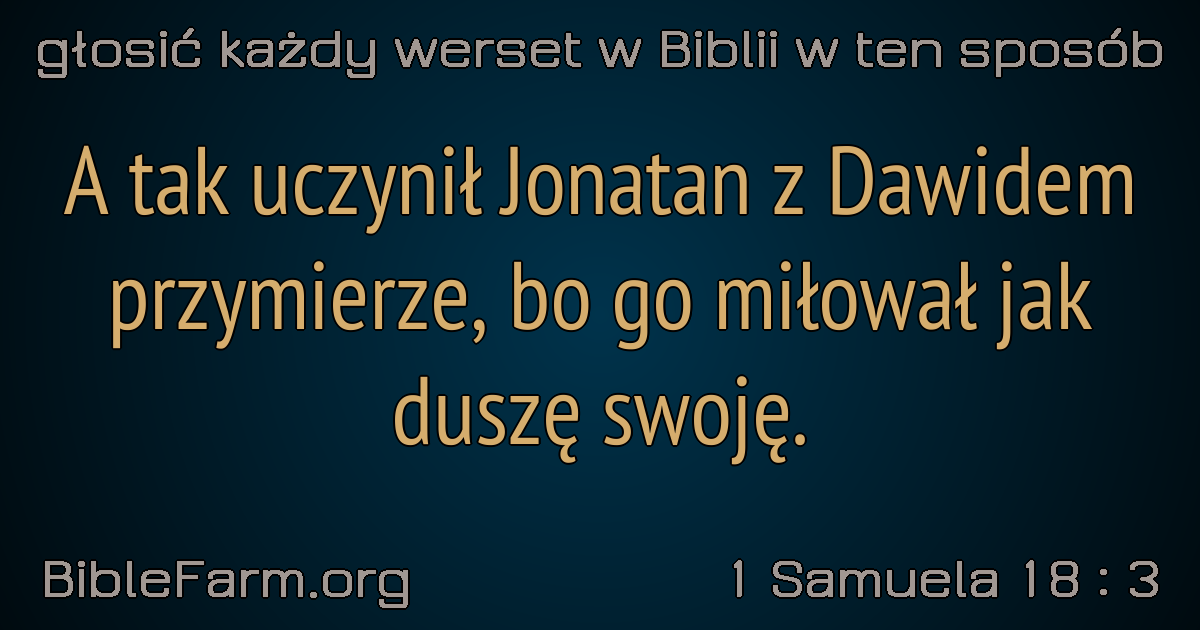 głosić każdy werset w Biblii w ten sposób
A tak uczynił Jonatan z Dawidem
przymierze, bo go miłował jak
duszę swoję.
BibleFarm.org
1 Samuela 18 : 3